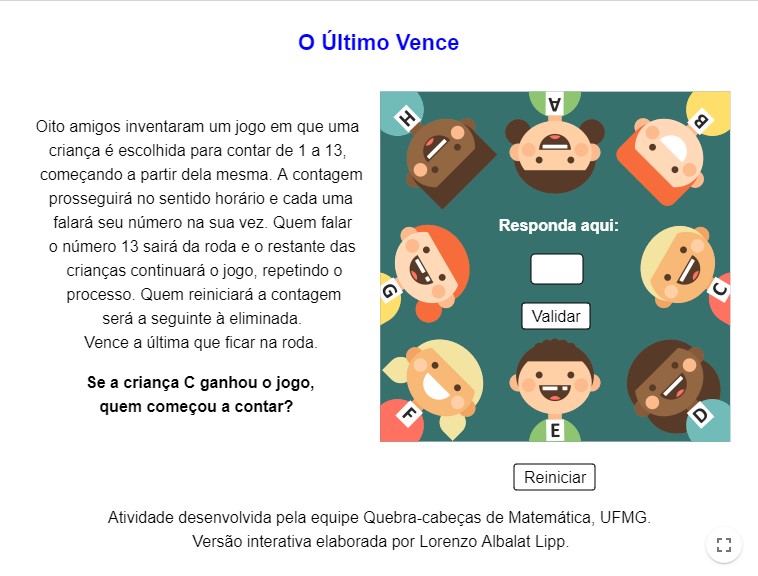 O Último Vence
Oito amigos inventaram um jogo em que uma
criança é escolhida para contar de 1 a 13,
começando a partir dela mesma. A contagem
prosseguirá no sentido horário e cada uma
falará seu número na sua vez. Quem falar
o número 13 sairá da roda e o restante das
crianças continuará o jogo, repetindo o
processo. Quem reiniciará a contagem
será a seguinte à eliminada.
Vence a última que ficar na roda.
Se a criança C ganhou o jogo,
quem começou a contar?
H
A
B
Responda aqui:
G
C
Validar
F
E
D
Reiniciar
Atividade desenvolvida pela equipe Quebra-cabeças de Matemática, UFMG.
Versão interativa elaborada por Lorenzo Albalat Lipp.